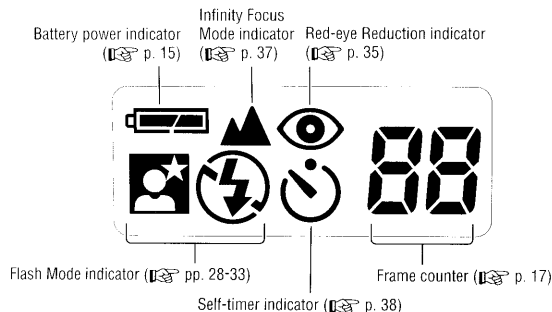 Infinity Focus
Battery power indicator Mode indicator Red-eye Reduction indicator
(☞ p. 15) (☞ p. 37) (☞ p. 35)
88
Flash Mode indicator (☞ pp. 28-33) Frame counter (☞ p. 17)
Self-timer indicator (☞ p. 38)